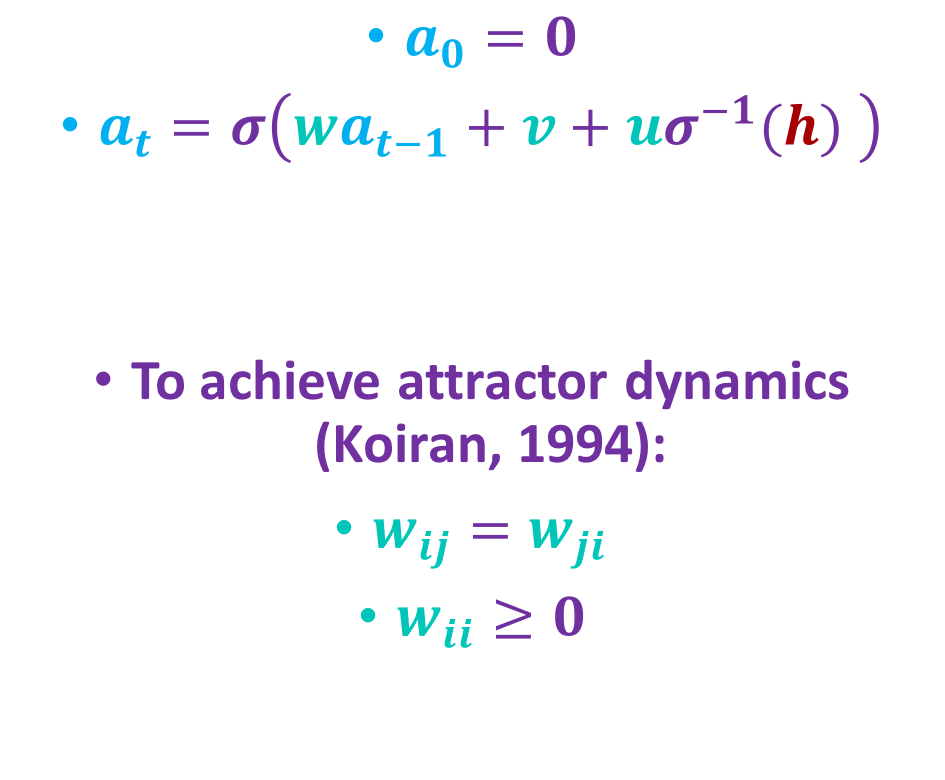 • a₀ = 0
• aₜ = σ(waₜ₋₁ + v + uσ⁻¹(h) )
• To achieve attractor dynamics
(Koiran, 1994):
• wᵢⱼ = wⱼᵢ
• wᵢᵢ ≥ 0